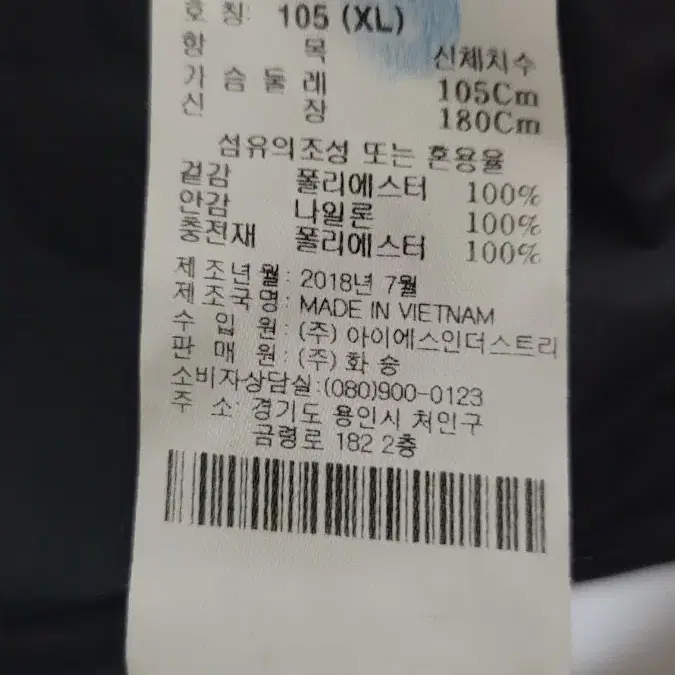 호 칭: 105 (XL)
항 목 신체치수
가 슴 둘 레 105Cm
신 장 180Cm
섬유의조성 또는 혼용율
겉감 폴리에스터 100%
안감 나일론 100%
충전재 폴리에스터 100%
제 조 년 월 : 2018년 7월
제 조 국 명 : MADE IN VIETNAM
수 입 원 : (주) 아이에스인더스트리
판 매 원 : (주) 화 승
소비자상담실:(080)900-0123
주 소: 경기도 용인시 처인구
금령로 182 2층